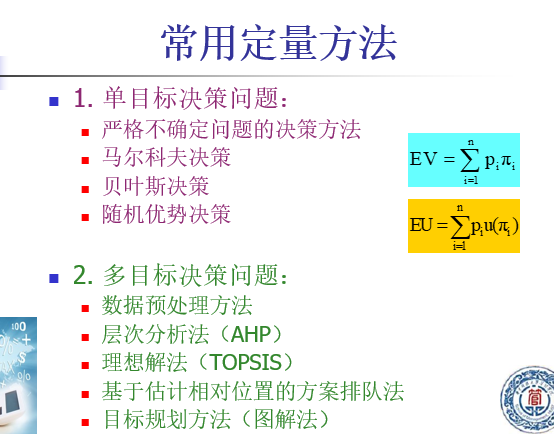 常用定量方法
1. 单目标决策问题：
严格不确定问题的决策方法
马尔科夫决策
贝叶斯决策
随机优势决策
EV = \sum_{i=1}^{n} p_i π_i
EU = \sum_{i=1}^{n} p_i u(π_i)
2. 多目标决策问题：
数据预处理方法
层次分析法（AHP）
理想解法（TOPSIS）
基于估计相对位置的方案排队法
目标规划方法（图解法）